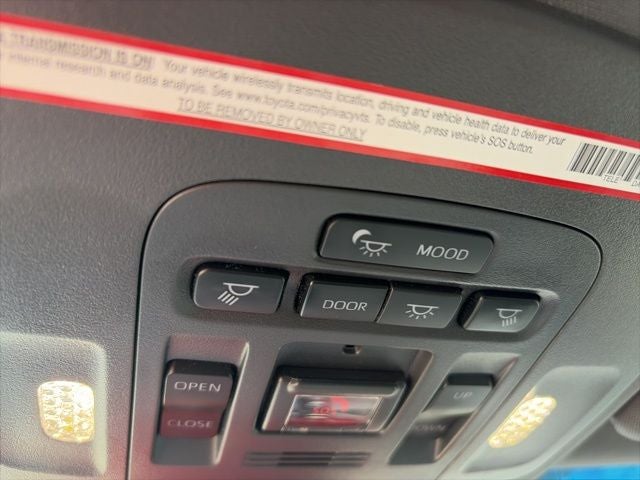 TRANSMISSION IS ON! Your vehicle wirelessly transmits location, driving and vehicle health data to deliver your
internal research and data analysis. See www.toyota.com/privacyvts. To disable, press vehicle's SOS button.
TO BE REMOVED BY OWNER ONLY
TELE
MOOD
DOOR
OPEN
CLOSE
UP
DOWN